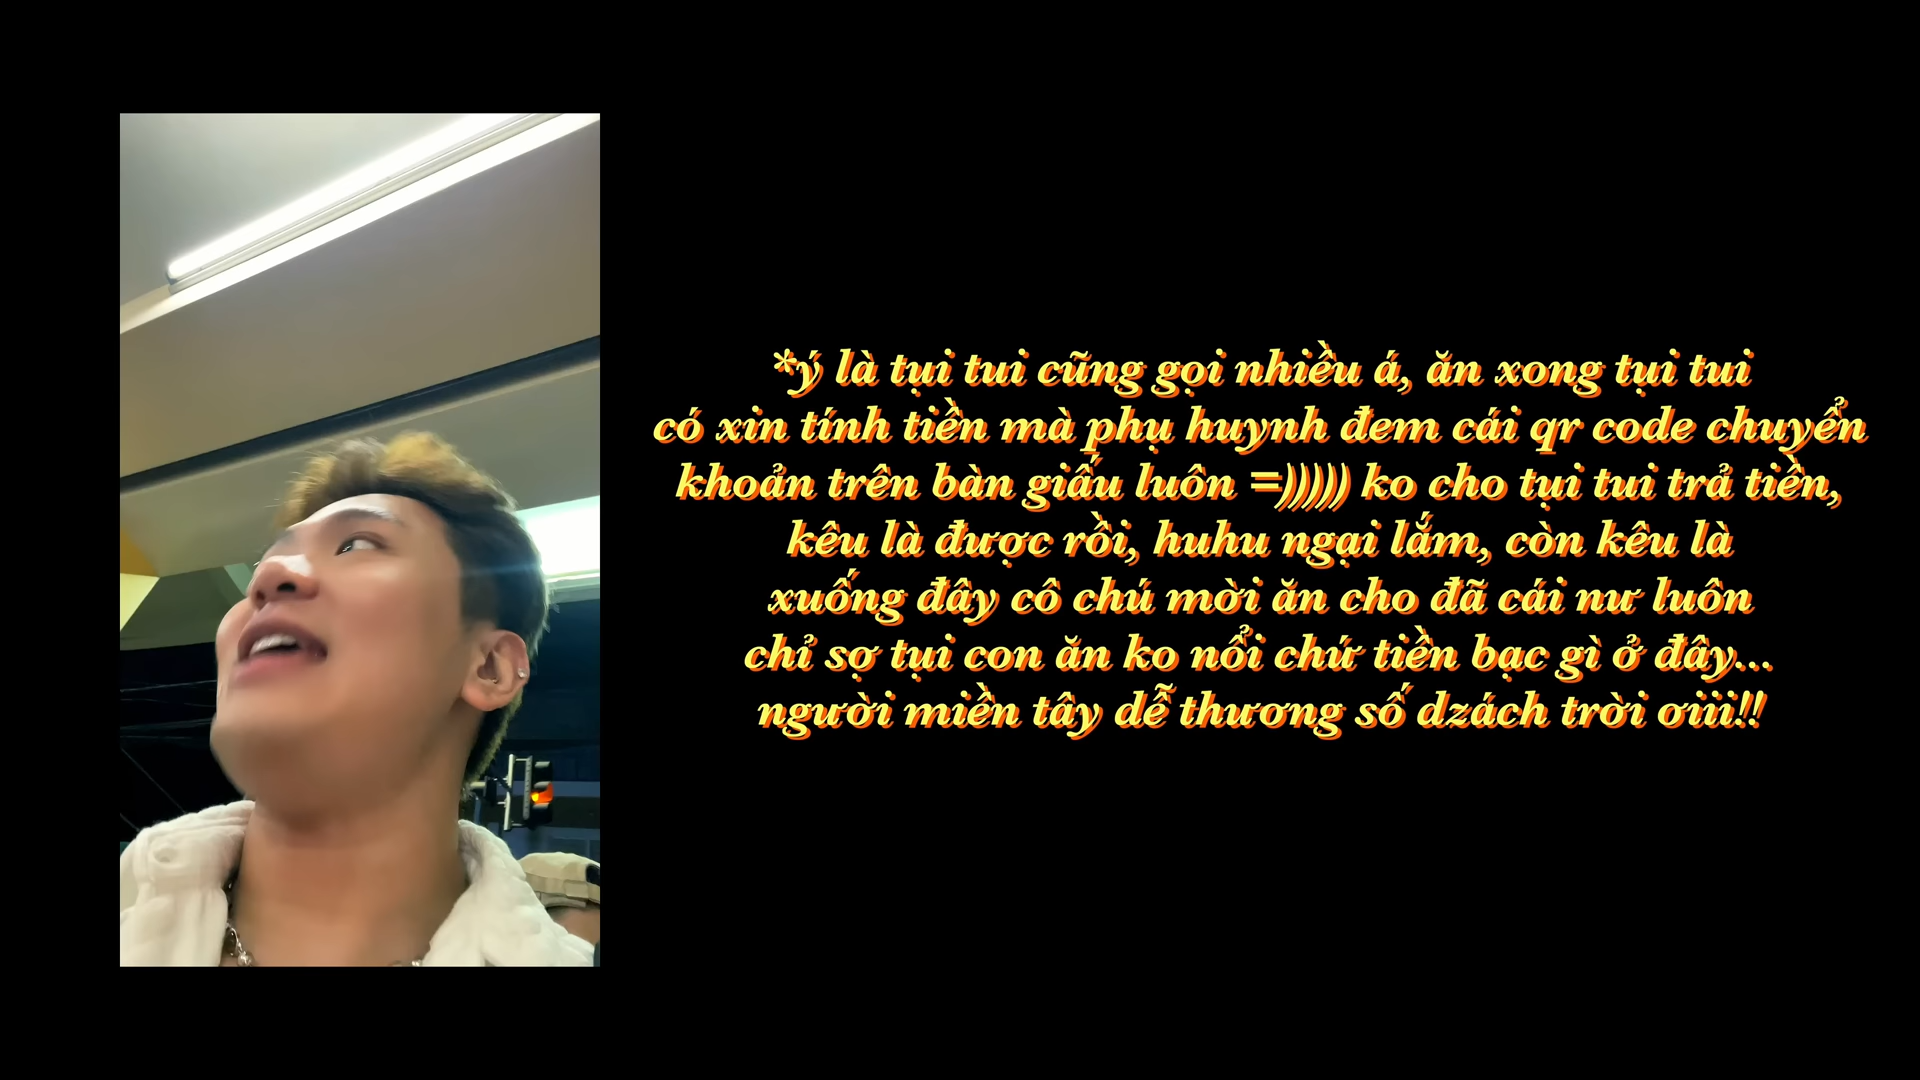 *ý là tụi tui cũng gọi nhiều á, ăn xong tụi tui
có xin tính tiền mà phụ huynh đem cái qr code chuyển
khoản trên bàn giấu luôn =))))) ko cho tụi tui trả tiền,
kêu là được rồi, huhu ngại lắm, còn kêu là
xuống đây cô chú mời ăn cho đã cái nư luôn
chỉ sợ tụi con ăn ko nổi chứ tiền bạc gì ở đây...
người miền tây dễ thương số dzách trời ơiii!!